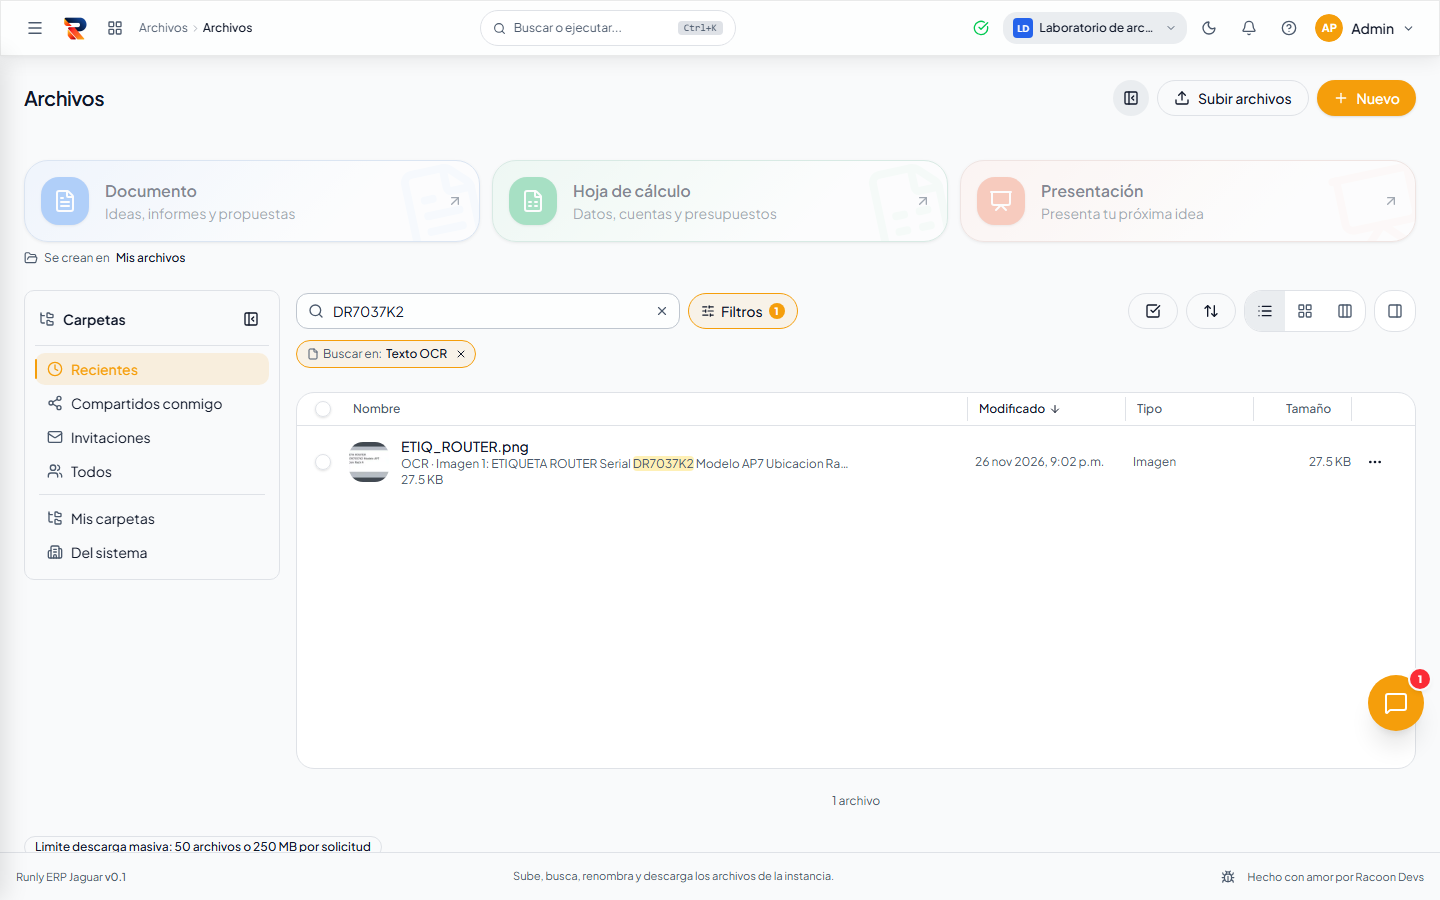 Archivos > Archivos
Buscar o ejecutar... Ctrl+K
LD Laboratorio de arc...
AP Admin
Archivos
Subir archivos
+ Nuevo
Documento
Ideas, informes y propuestas
Hoja de cálculo
Datos, cuentas y presupuestos
Presentación
Presenta tu próxima idea
Se crean en Mis archivos
Carpetas
Recientes
Compartidos conmigo
Invitaciones
Todos
Mis carpetas
Del sistema
DR7037K2
Filtros 1
Buscar en: Texto OCR
Nombre Modificado Tipo Tamaño
ETIQ_ROUTER.png
OCR · Imagen 1: ETIQUETA ROUTER Serial DR7037K2 Modelo AP7 Ubicacion Ra...
27.5 KB
26 nov 2026, 9:02 p.m. Imagen 27.5 KB
1
1 archivo
Limite descarga masiva: 50 archivos o 250 MB por solicitud
Runly ERP Jaguar v0.1
Sube, busca, renombra y descarga los archivos de la instancia.
Hecho con amor por Racoon Devs